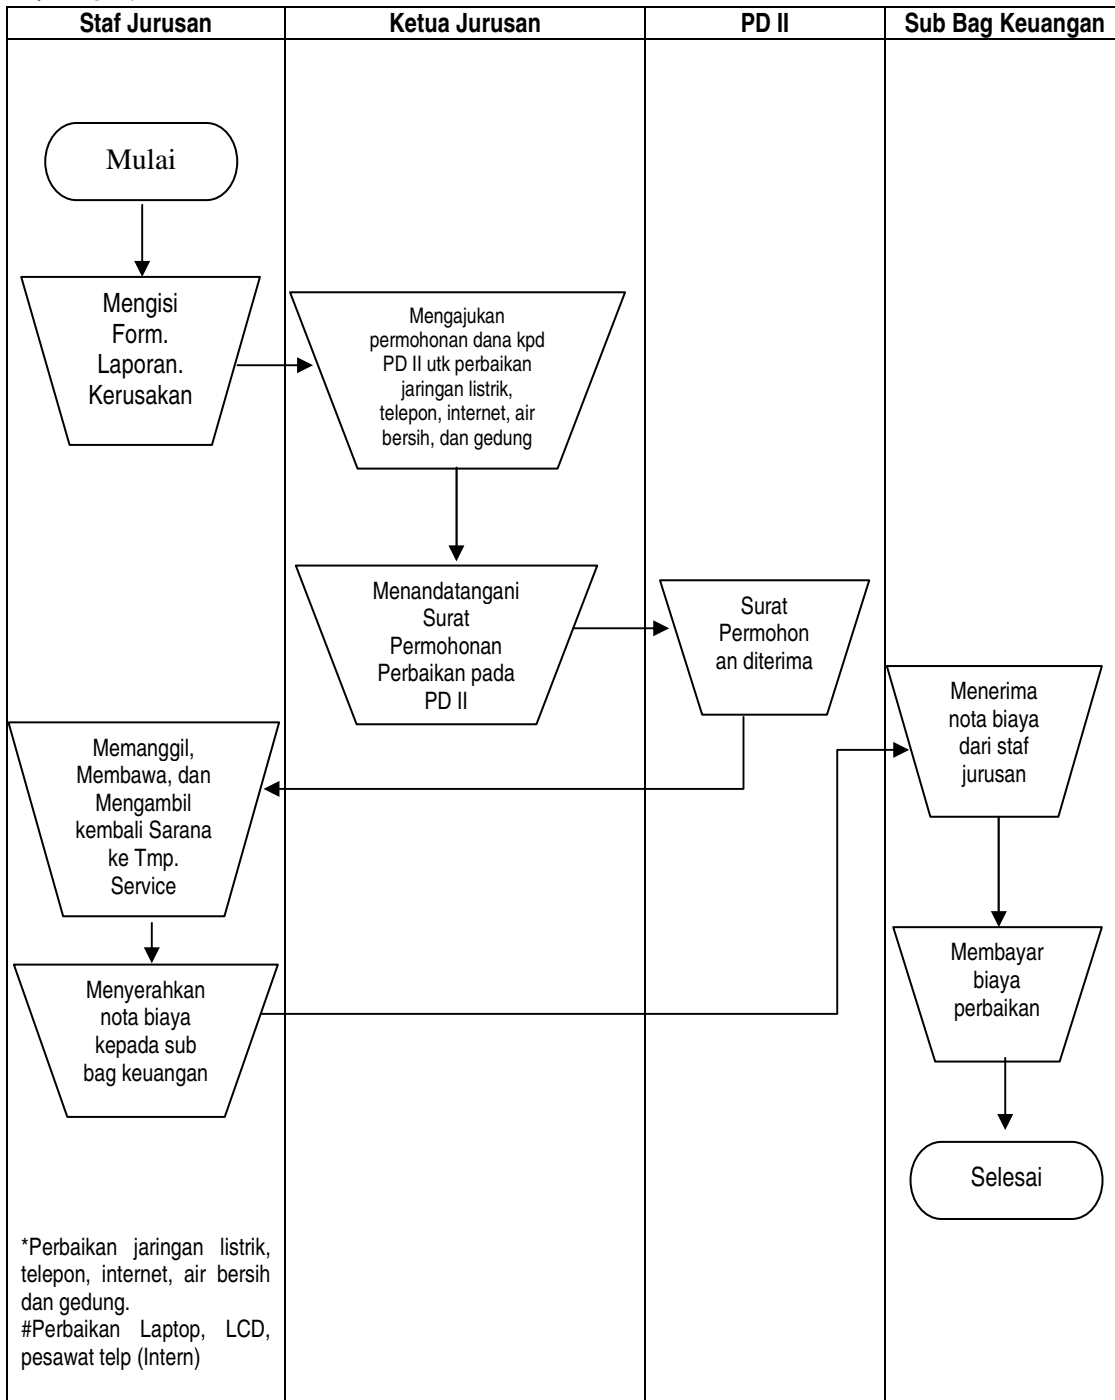 Staf Jurusan
Ketua Jurusan
PD II
Sub Bag Keuangan
Mulai
Mengisi
Form.
Laporan.
Kerusakan
Mengajukan
permohonan dana kpd
PD II utk perbaikan
jaringan listrik,
telepon, internet, air
bersih, dan gedung
Menandatangani
Surat
Permohonan
Perbaikan pada
PD II
Surat
Permohon
an diterima
Memanggil,
Membawa, dan
Mengambil
kembali Sarana
ke Tmp.
Service
Menyerahkan
nota biaya
kepada sub
bag keuangan
Menerima
nota biaya
dari staf
jurusan
Membayar
biaya
perbaikan
Selesai
*Perbaikan jaringan listrik,
telepon, internet, air bersih
dan gedung.
#Perbaikan Laptop, LCD,
pesawat telp (Intern)